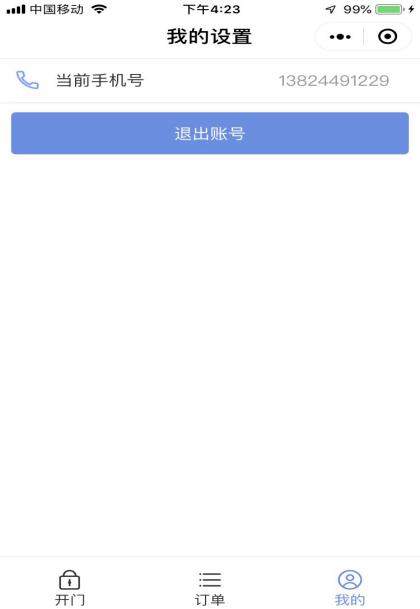 中国移动 下午4:23 99%
我的设置
当前手机号 13824491229
退出账号
开门 订单 我的